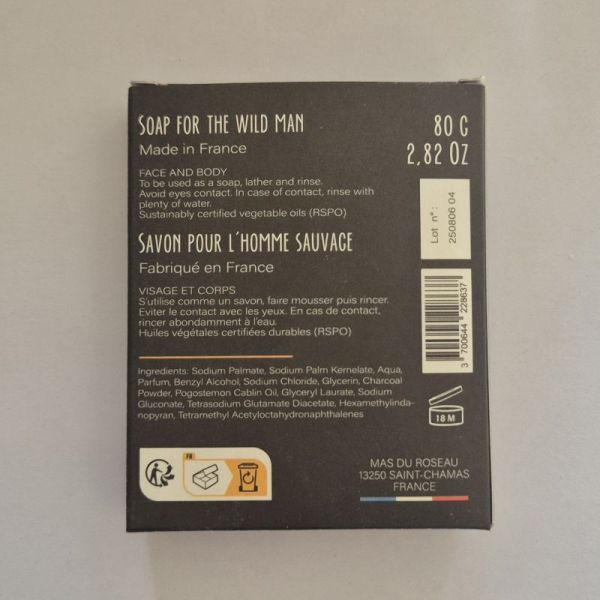 SOAP FOR THE WILD MAN
Made in France
80 G
2,82 OZ
FACE AND BODY
To be used as a soap, lather and rinse.
Avoid eyes contact. In case of contact, rinse with
plenty of water.
Sustainably certified vegetable oils (RSPO)
Lot n°:
250806 04
SAVON POUR L'HOMME SAUVAGE
Fabriqué en France
VISAGE ET CORPS
S'utilise comme un savon, faire mousser puis rincer.
Eviter le contact avec les yeux. En cas de contact,
rincer abondamment à l'eau.
Huiles végétales certifiées durables (RSPO)
3 700644 228637
Ingredients: Sodium Palmate, Sodium Palm Kernelate, Aqua,
Parfum, Benzyl Alcohol, Sodium Chloride, Glycerin, Charcoal
Powder, Pogostemon Cablin Oil, Glyceryl Laurate, Sodium
Gluconate, Tetrasodium Glutamate Diacetate, Hexamethylinda-
nopyran, Tetramethyl Acetyloctahydronaphthalenes
18 M
FR
MAS DU ROSEAU
13250 SAINT-CHAMAS
FRANCE